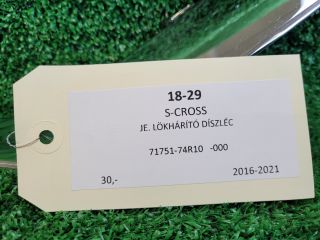 18-29
S-CROSS
JE. LÖKHÁRÍTÓ DÍSZLÉC
71751-74R10 -000
30,- 2016-2021